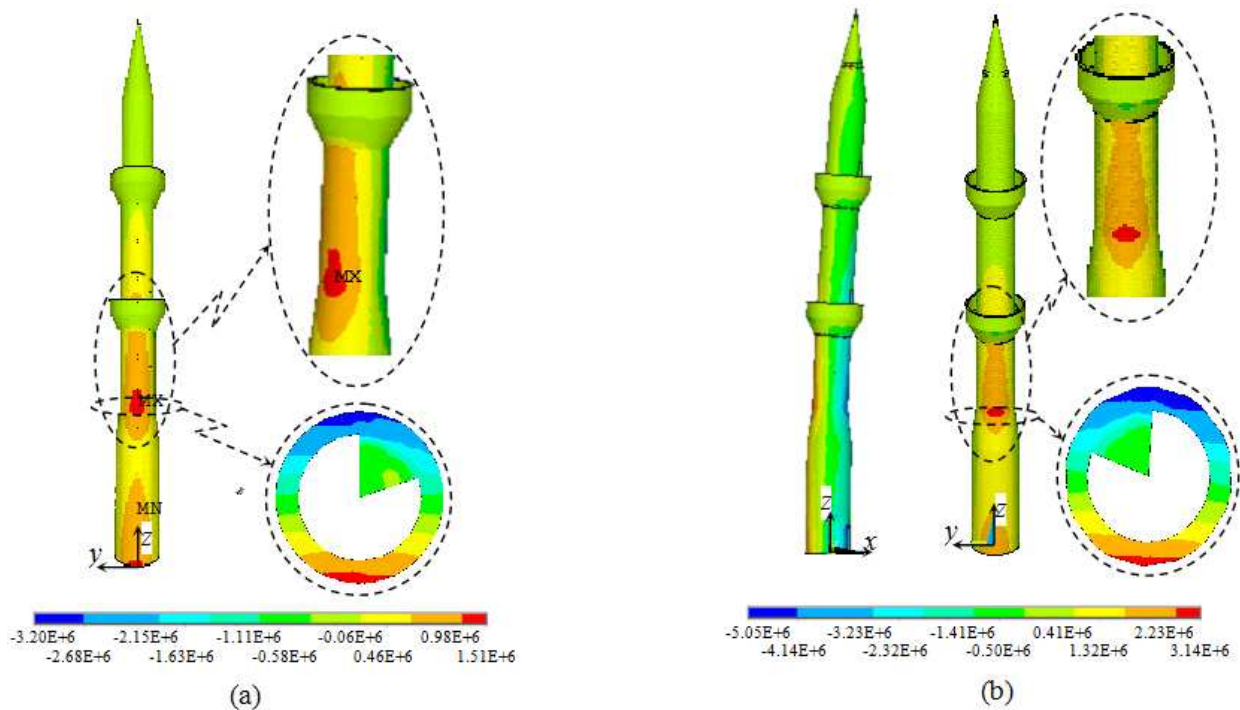 MX
MX
MN
z
y
-3.20E+6 -2.15E+6 -1.11E+6 -0.06E+6 0.98E+6
-2.68E+6 -1.63E+6 -0.58E+6 0.46E+6 1.51E+6
(a)
z
x
z
y
-5.05E+6 -3.23E+6 -1.41E+6 0.41E+6 2.23E+6
-4.14E+6 -2.32E+6 -0.50E+6 1.32E+6 3.14E+6
(b)